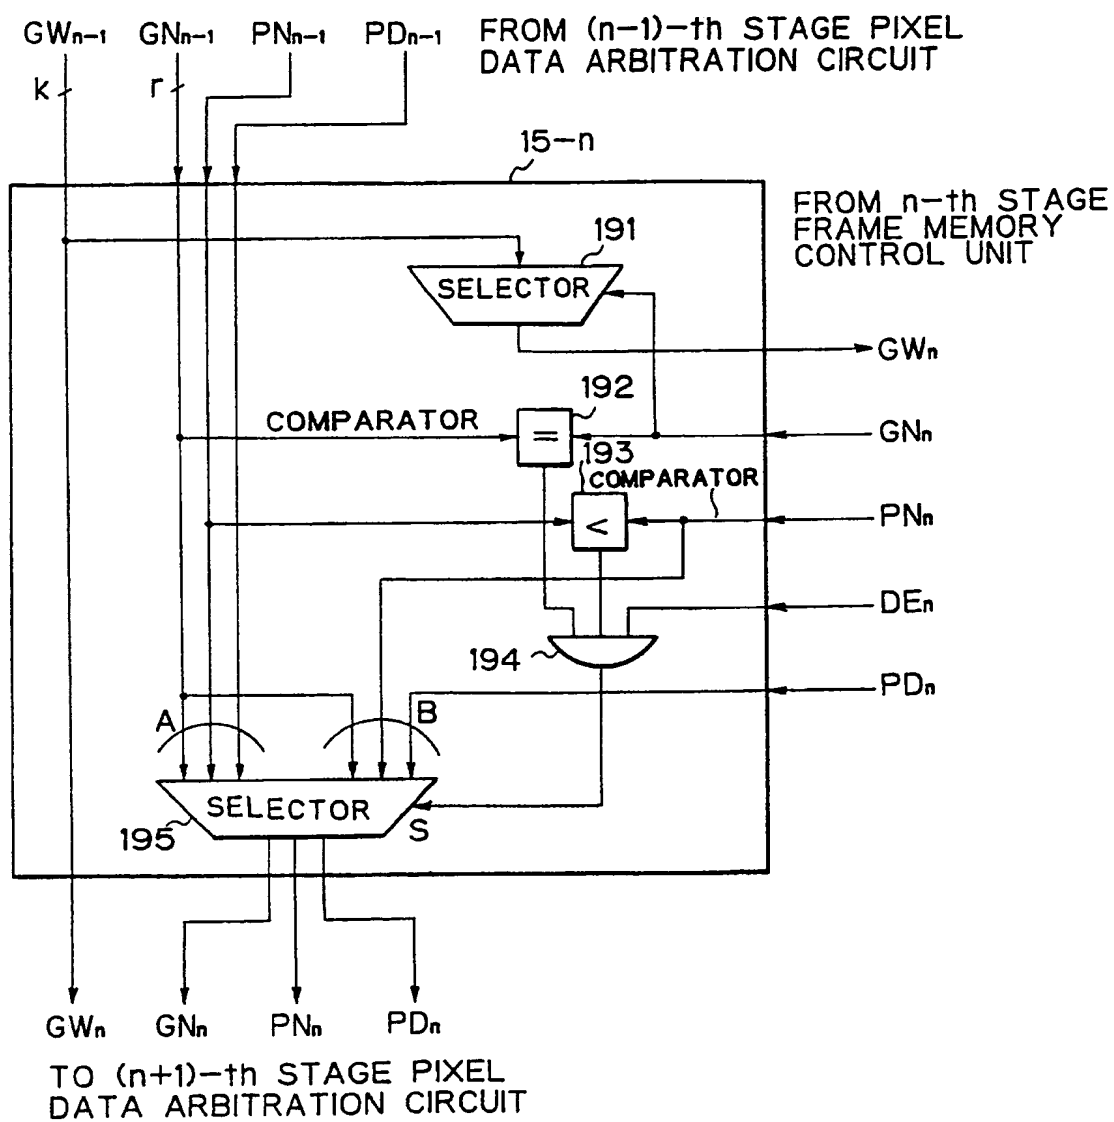 GWn-1 GNn-1 PNn-1 PDn-1
FROM (n-1)-th STAGE PIXEL
DATA ARBITRATION CIRCUIT
k
r
15-n
FROM n-th STAGE
FRAME MEMORY
CONTROL UNIT
191
SELECTOR
GWn
192
COMPARATOR
=
GNn
193
COMPARATOR
<
PNn
DEn
194
PDn
A
B
SELECTOR
S
195
GWn GNn PNn PDn
TO (n+1)-th STAGE PIXEL
DATA ARBITRATION CIRCUIT